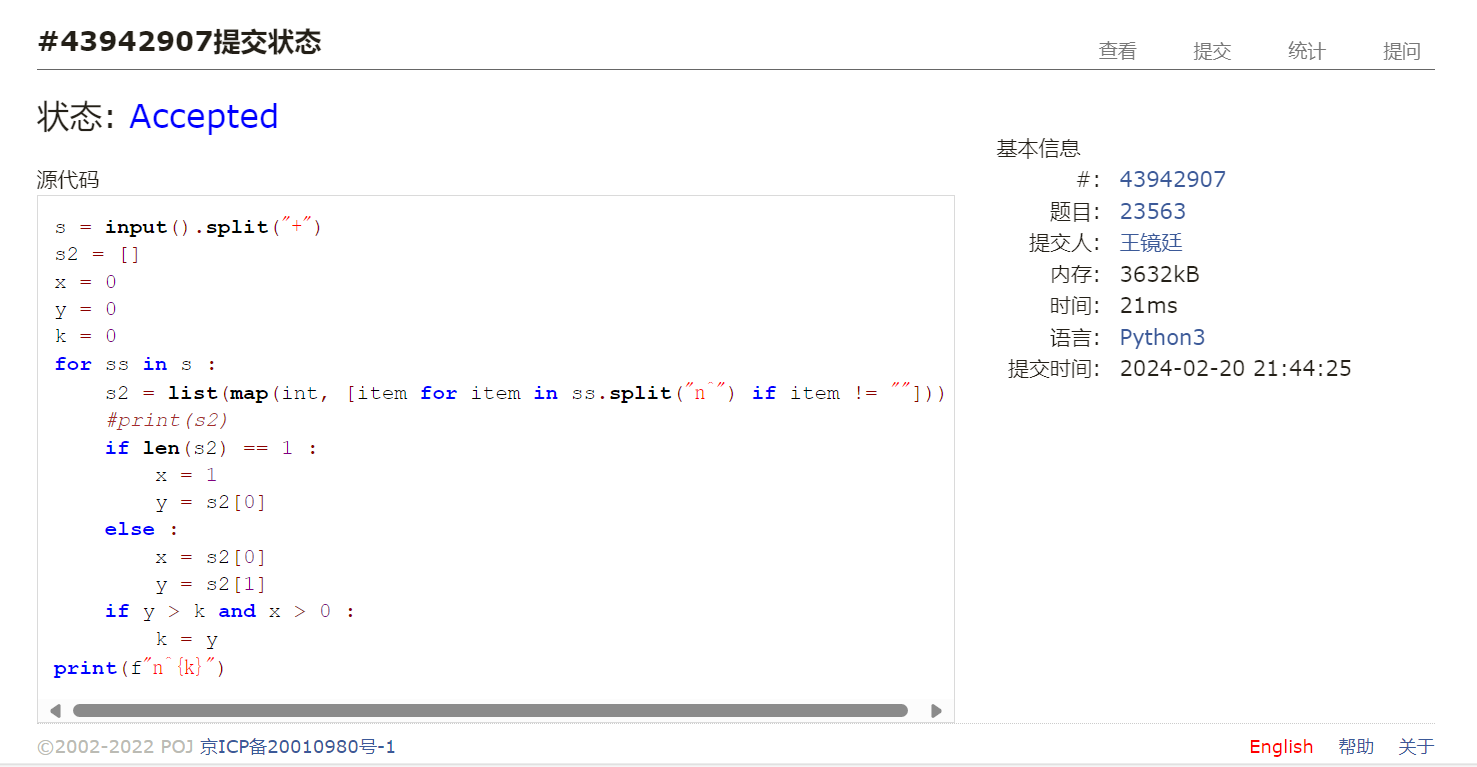 #43942907提交状态
查看 提交 统计 提问
状态: Accepted
源代码
s = input().split("+")
s2 = []
x = 0
y = 0
k = 0
for ss in s :
    s2 = list(map(int, [item for item in ss.split("n^") if item != ""]))
    #print(s2)
    if len(s2) == 1 :
        x = 1
        y = s2[0]
    else :
        x = s2[0]
        y = s2[1]
    if y > k and x > 0 :
        k = y
print(f"n^{k}")
基本信息
#: 43942907
题目: 23563
提交人: 王镜廷
内存: 3632kB
时间: 21ms
语言: Python3
提交时间: 2024-02-20 21:44:25
©2002-2022 POJ 京ICP备20010980号-1
English 帮助 关于